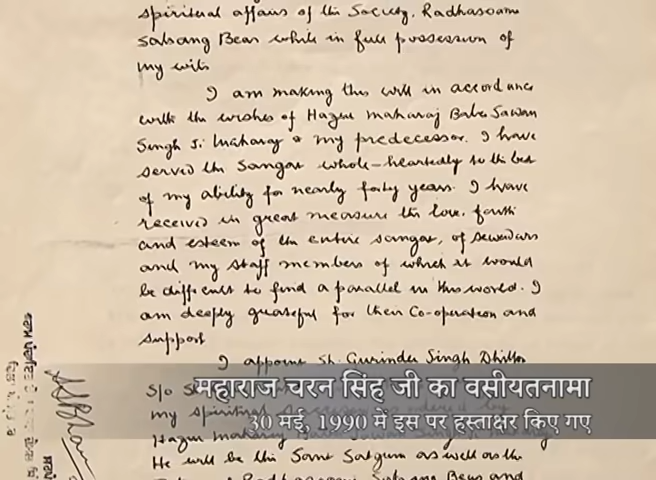 spiritual affairs of the Society, Radhasoami
Satsang Beas while in full possession of
my wits
I am making this will in accordance
with the wishes of Hazur Maharaj Baba Sawan
Singh Ji Maharaj & my predecessor. I have
served the Sangat whole-heartedly to the best
of my ability for nearly forty years. I have
received in great measure the love, faith
and esteem of the entire sangat, of sewadars
and my staff members of which it would
be difficult to find a parallel in this world. I
am deeply grateful for their co-operation and
support
I appoint Sh. Gurinder Singh Dhillon
S/o
महाराज चरन सिंह जी का वसीयतनामा
my spiritual
30 मई, 1990 में इस पर हस्ताक्षर किए गए
Hazur Maharaj
He will be the Sant Satguru as well as the
Radhasoami Satsang Beas and